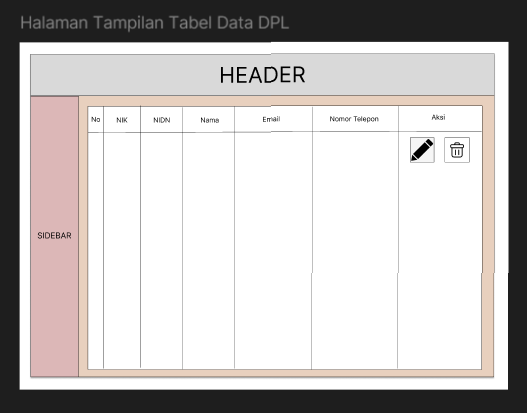 Halaman Tampilan Tabel Data DPL
HEADER
No NIK NIDN Nama Email Nomor Telepon Aksi
SIDEBAR